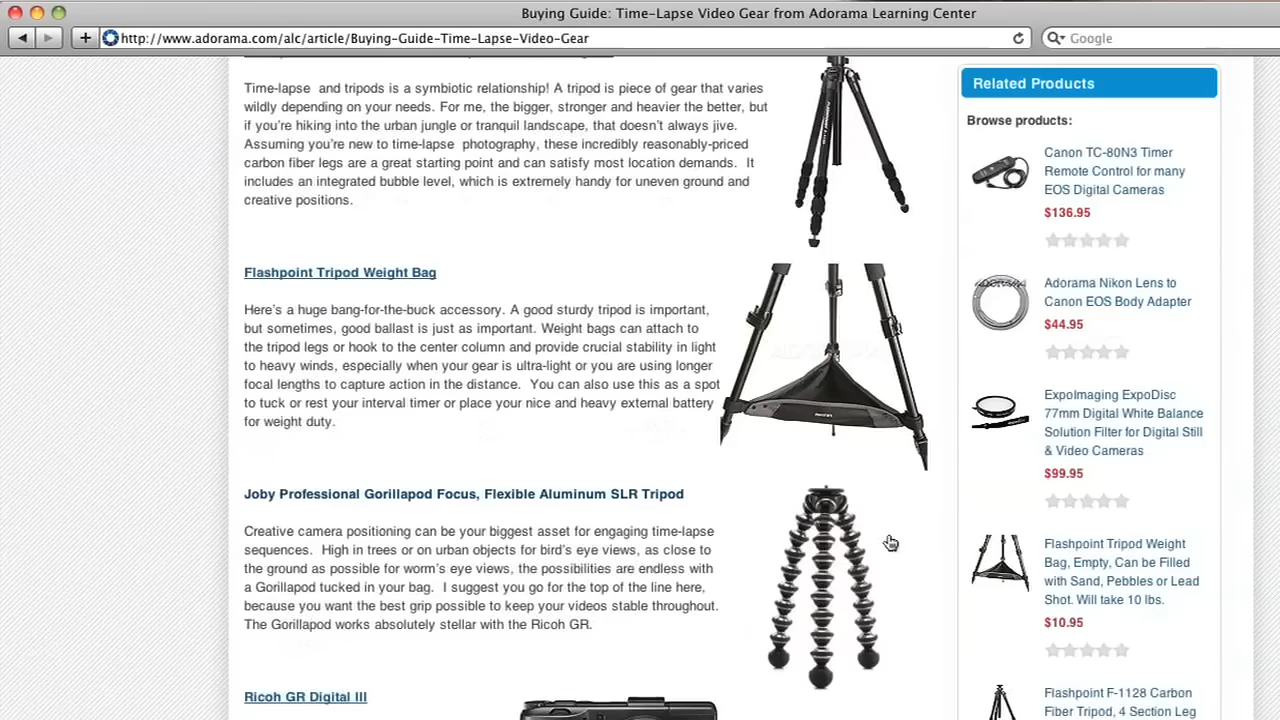 Buying Guide: Time-Lapse Video Gear from Adorama Learning Center
http://www.adorama.com/alc/article/Buying-Guide-Time-Lapse-Video-Gear
Google
Time-lapse and tripods is a symbiotic relationship! A tripod is piece of gear that varies
wildly depending on your needs. For me, the bigger, stronger and heavier the better, but
if you're hiking into the urban jungle or tranquil landscape, that doesn't always jive.
Assuming you're new to time-lapse photography, these incredibly reasonably-priced
carbon fiber legs are a great starting point and can satisfy most location demands. It
includes an integrated bubble level, which is extremely handy for uneven ground and
creative positions.
Flashpoint Tripod Weight Bag
Here's a huge bang-for-the-buck accessory. A good sturdy tripod is important,
but sometimes, good ballast is just as important. Weight bags can attach to
the tripod legs or hook to the center column and provide crucial stability in light
to heavy winds, especially when your gear is ultra-light or you are using longer
focal lengths to capture action in the distance. You can also use this as a spot
to tuck or rest your interval timer or place your nice and heavy external battery
for weight duty.
Joby Professional Gorillapod Focus, Flexible Aluminum SLR Tripod
Creative camera positioning can be your biggest asset for engaging time-lapse
sequences. High in trees or on urban objects for bird's eye views, as close to
the ground as possible for worm's eye views, the possibilities are endless with
a Gorillapod tucked in your bag. I suggest you go for the top of the line here,
because you want the best grip possible to keep your videos stable throughout.
The Gorillapod works absolutely stellar with the Ricoh GR.
Ricoh GR Digital III
Related Products
Browse products:
Canon TC-80N3 Timer
Remote Control for many
EOS Digital Cameras
$136.95
Adorama Nikon Lens to
Canon EOS Body Adapter
$44.95
ExpoImaging ExpoDisc
77mm Digital White Balance
Solution Filter for Digital Still
& Video Cameras
$99.95
Flashpoint Tripod Weight
Bag, Empty, Can be Filled
with Sand, Pebbles or Lead
Shot. Will take 10 lbs.
$10.95
Flashpoint F-1128 Carbon
Fiber Tripod, 4 Section Leg